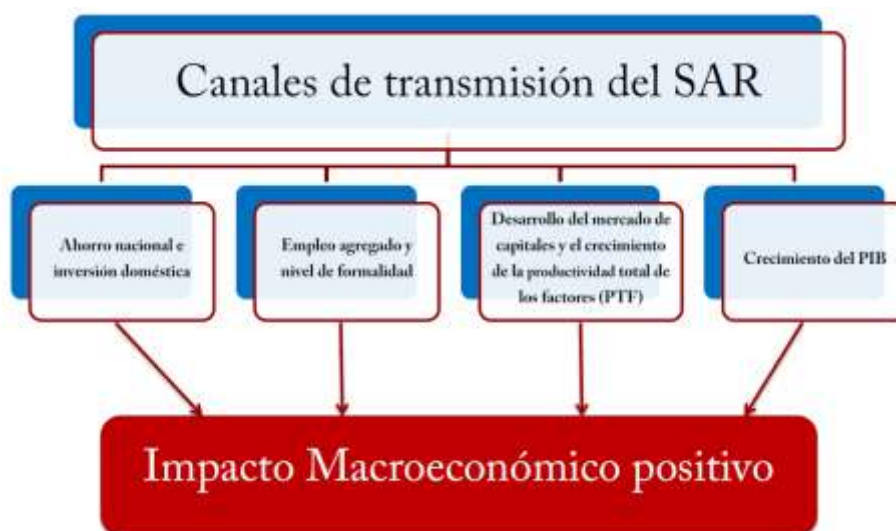 Canales de transmisión del SAR
Ahorro nacional e
inversión doméstica
Empleo agregado y
nivel de formalidad
Desarrollo del mercado de
capitales y el crecimiento
de la productividad total de
los factores (PTF)
Crecimiento del PIB
Impacto Macroeconómico positivo